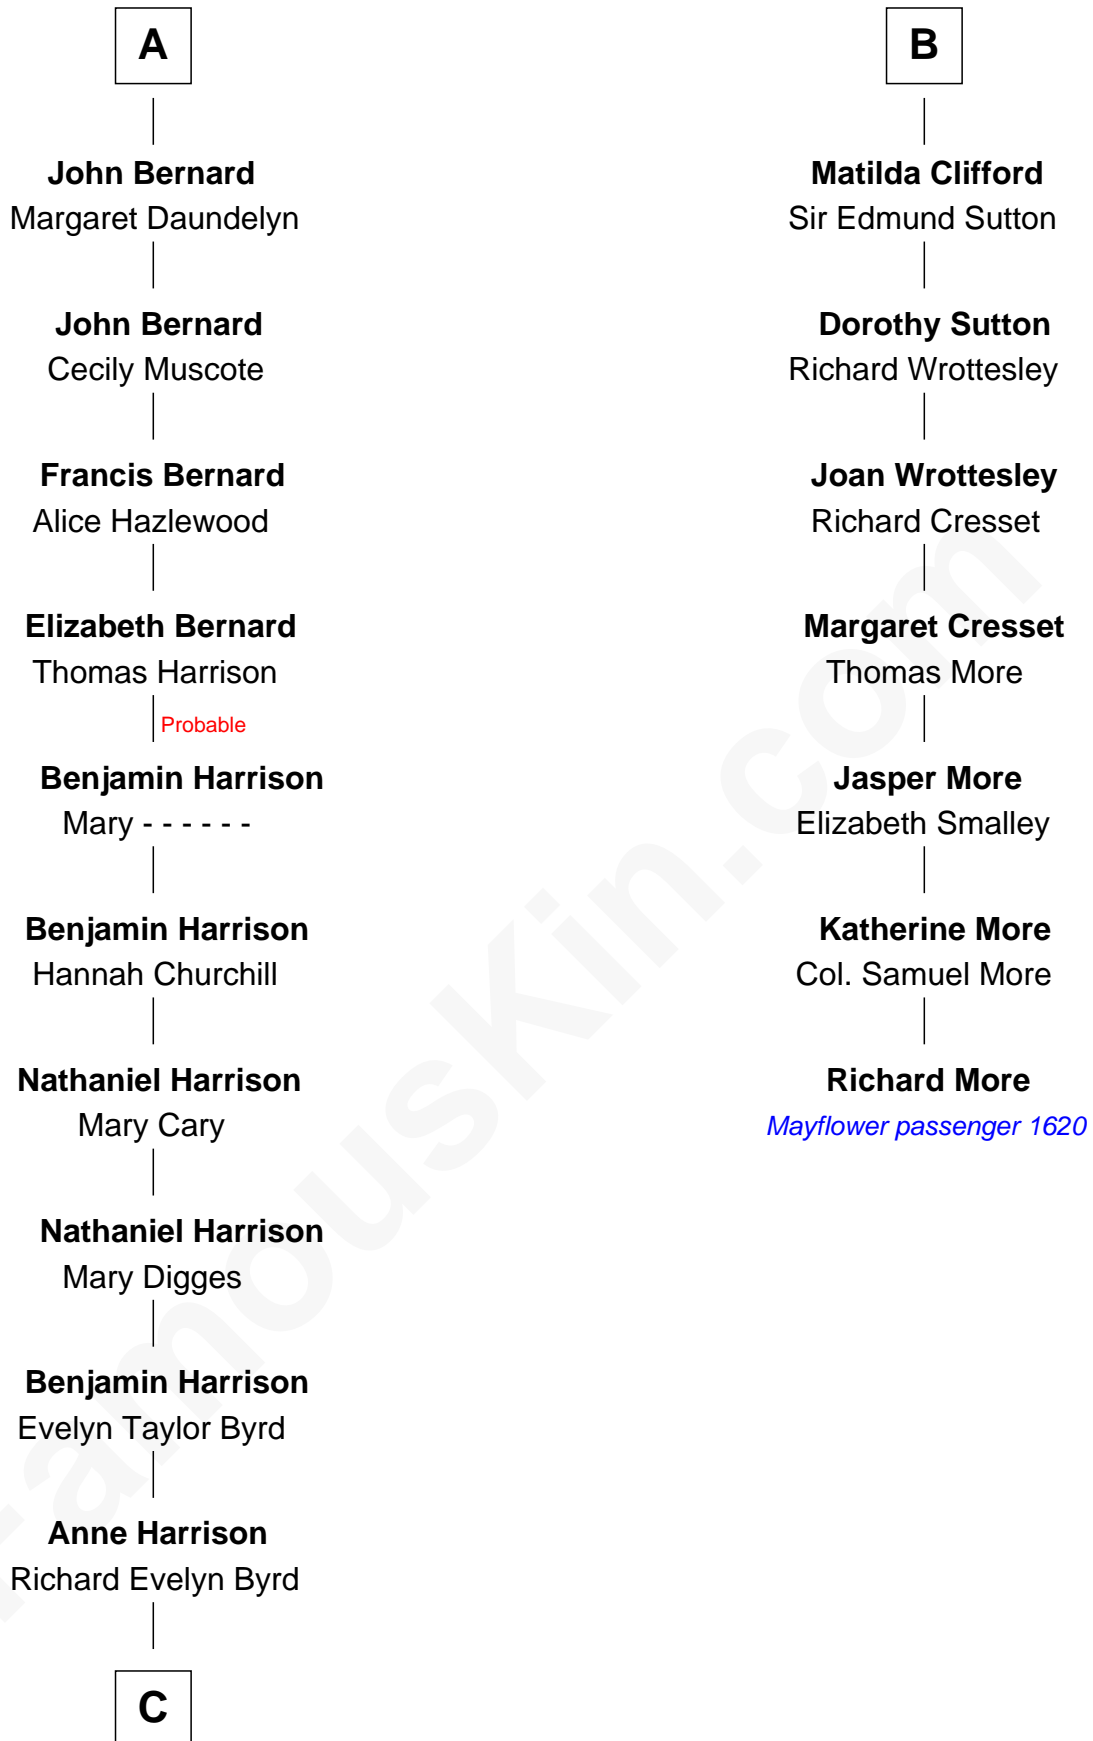 A
John Bernard
Margaret Daundelyn
John Bernard
Cecily Muscote
Francis Bernard
Alice Hazlewood
Elizabeth Bernard
Thomas Harrison
Probable
Benjamin Harrison
Mary - - - - - -
Benjamin Harrison
Hannah Churchill
Nathaniel Harrison
Mary Cary
Nathaniel Harrison
Mary Digges
Benjamin Harrison
Evelyn Taylor Byrd
Anne Harrison
Richard Evelyn Byrd
C
B
Matilda Clifford
Sir Edmund Sutton
Dorothy Sutton
Richard Wrottesley
Joan Wrottesley
Richard Cresset
Margaret Cresset
Thomas More
Jasper More
Elizabeth Smalley
Katherine More
Col. Samuel More
Richard More
Mayflower passenger 1620
FamousKin.com